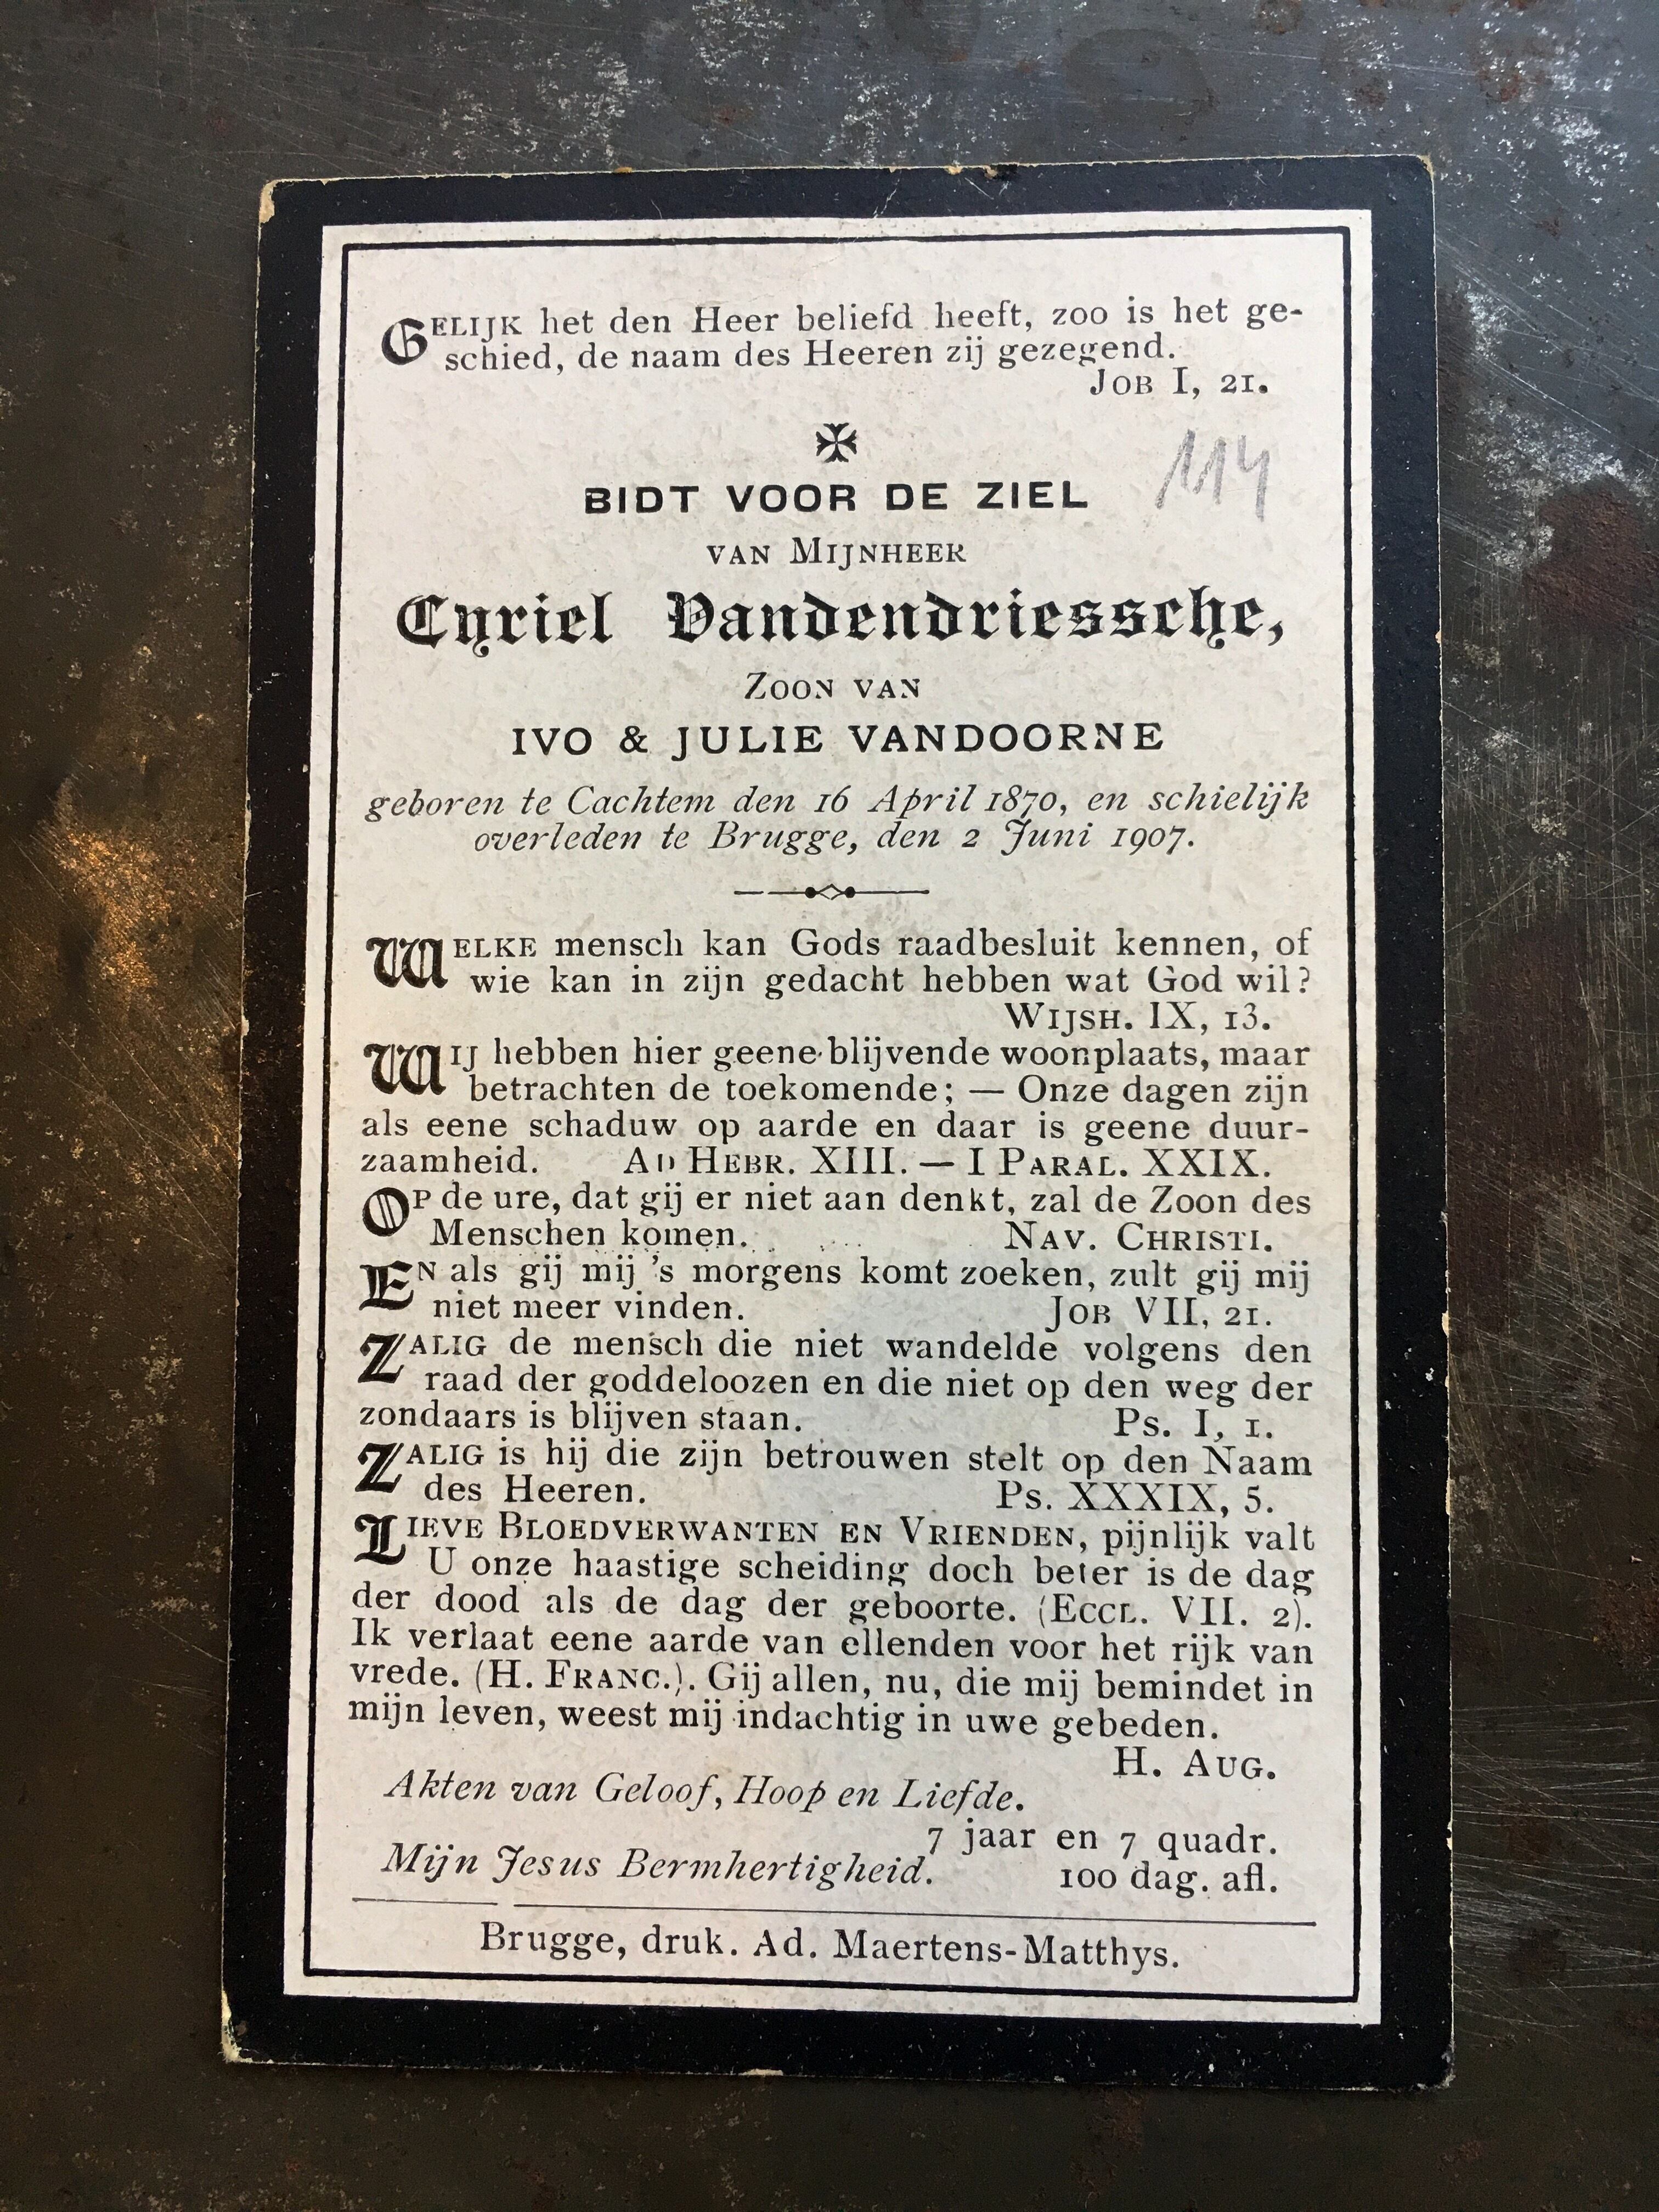 GELIJK het den Heer beliefd heeft, zoo is het ge-
schied, de naam des Heeren zij gezegend.
JOB I, 21.
114
BIDT VOOR DE ZIEL
VAN MIJNHEER
Cyriel Vandendriessche,
ZOON VAN
IVO & JULIE VANDOORNE
geboren te Cachtem den 16 April 1870, en schielijk
overleden te Brugge, den 2 Juni 1907.
WELKE mensch kan Gods raadbesluit kennen, of
wie kan in zijn gedacht hebben wat God wil?
WIJSH. IX, 13.
WIJ hebben hier geene blijvende woonplaats, maar
betrachten de toekomende; — Onze dagen zijn
als eene schaduw op aarde en daar is geene duur-
zaamheid. AD HEBR. XIII. — I PARAL. XXIX.
OP de ure, dat gij er niet aan denkt, zal de Zoon des
Menschen komen. NAV. CHRISTI.
EN als gij mij 's morgens komt zoeken, zult gij mij
niet meer vinden. JOB VII, 21.
ZALIG de mensch die niet wandelde volgens den
raad der goddeloozen en die niet op den weg der
zondaars is blijven staan. Ps. I, 1.
ZALIG is hij die zijn betrouwen stelt op den Naam
des Heeren. Ps. XXXIX, 5.
LIEVE BLOEDVERWANTEN EN VRIENDEN, pijnlijk valt
U onze haastige scheiding doch beter is de dag
der dood als de dag der geboorte. (ECCL. VII. 2).
Ik verlaat eene aarde van ellenden voor het rijk van
vrede. (H. FRANC.). Gij allen, nu, die mij bemindet in
mijn leven, weest mij indachtig in uwe gebeden.
H. AUG.
Akten van Geloof, Hoop en Liefde.
7 jaar en 7 quadr.
Mijn Jesus Bermhertigheid. 100 dag. afl.
Brugge, druk. Ad. Maertens-Matthys.